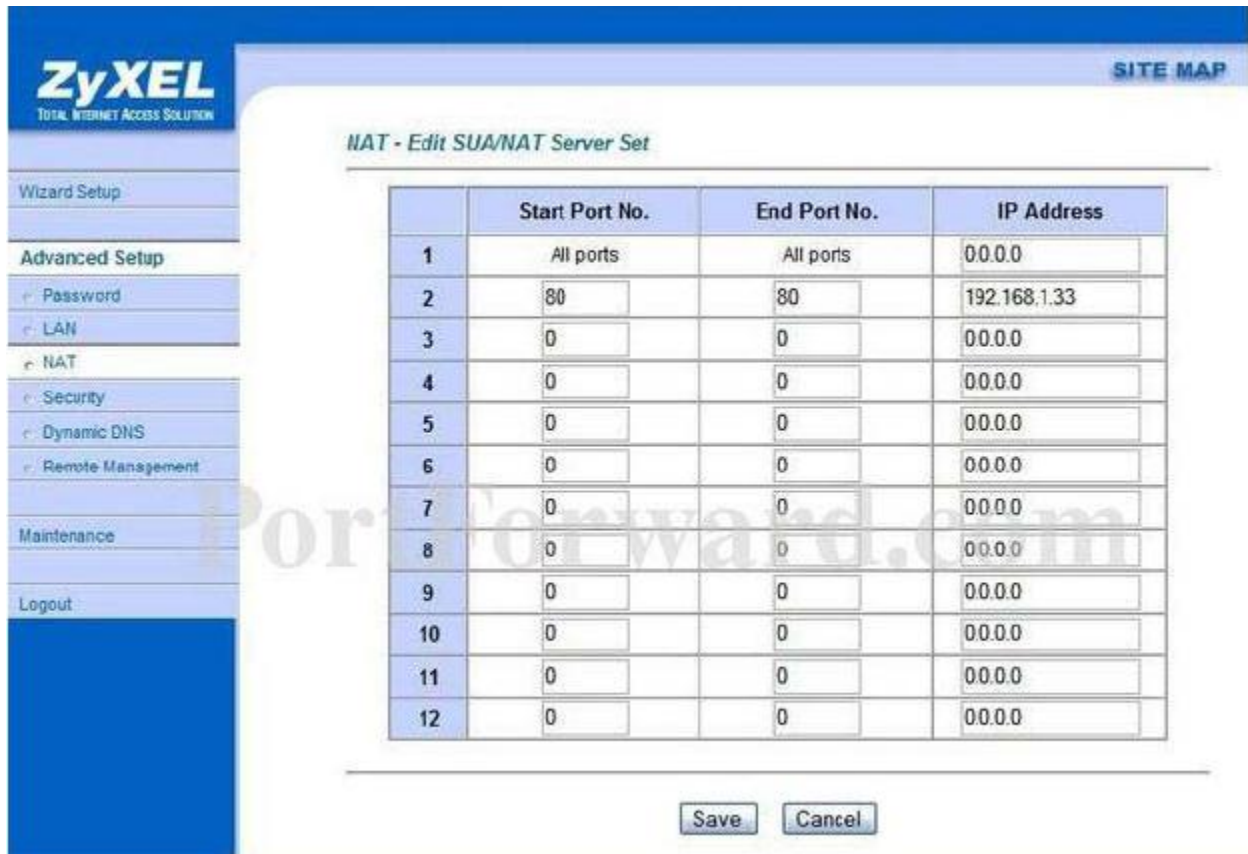 ZyXEL
TOTAL INTERNET ACCESS SOLUTION
SITE MAP
Wizard Setup
Advanced Setup
Password
LAN
NAT
Security
Dynamic DNS
Remote Management
Maintenance
Logout
NAT - Edit SUA/NAT Server Set
Start Port No. End Port No. IP Address
1 All ports All ports 0.0.0.0
2 80 80 192.168.1.33
3 0 0 0.0.0.0
4 0 0 0.0.0.0
5 0 0 0.0.0.0
6 0 0 0.0.0.0
7 0 0 0.0.0.0
8 0 0 0.0.0.0
9 0 0 0.0.0.0
10 0 0 0.0.0.0
11 0 0 0.0.0.0
12 0 0 0.0.0.0
PortForward.com
Save Cancel